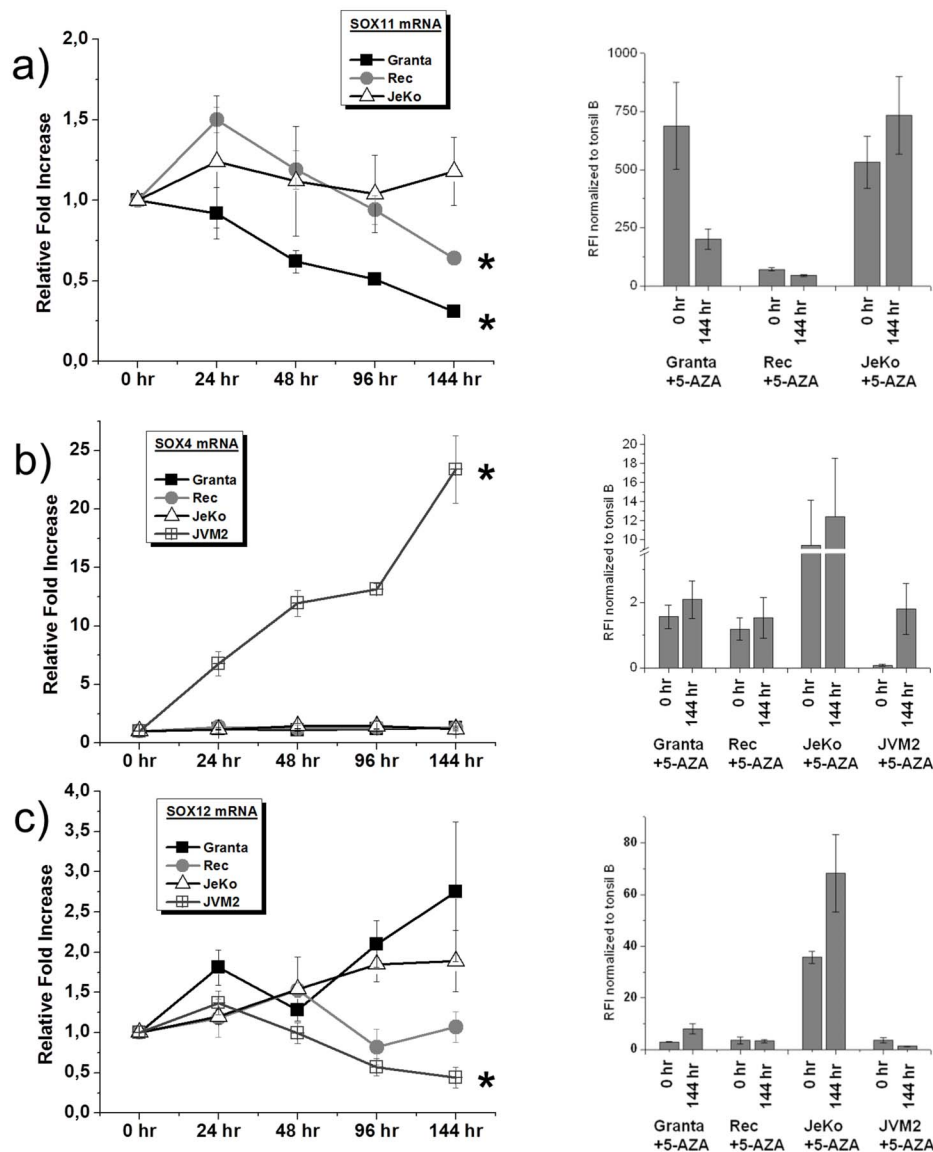 a)
SOX11 mRNA
Granta
Rec
JeKo
Relative Fold Increase
2,0
1,5
1,0
0,5
0,0
*
*
0 hr 24 hr 48 hr 96 hr 144 hr
RFI normalized to tonsil B
1000
750
500
250
0
0 hr 144 hr 0 hr 144 hr 0 hr 144 hr
Granta Rec JeKo
+5-AZA +5-AZA +5-AZA
b)
SOX4 mRNA
Granta
Rec
JeKo
JVM2
Relative Fold Increase
25
20
15
10
5
0
*
0 hr 24 hr 48 hr 96 hr 144 hr
RFI normalized to tonsil B
20
18
16
14
12
10
2
0
0 hr 144 hr 0 hr 144 hr 0 hr 144 hr 0 hr 144 hr
Granta Rec JeKo JVM2
+5-AZA +5-AZA +5-AZA +5-AZA
c)
SOX12 mRNA
Granta
Rec
JeKo
JVM2
Relative Fold Increase
4,0
3,5
3,0
2,5
2,0
1,5
1,0
0,5
0,0
*
0 hr 24 hr 48 hr 96 hr 144 hr
RFI normalized to tonsil B
80
60
40
20
0
0 hr 144 hr 0 hr 144 hr 0 hr 144 hr 0 hr 144 hr
Granta Rec JeKo JVM2
+5-AZA +5-AZA +5-AZA +5-AZA